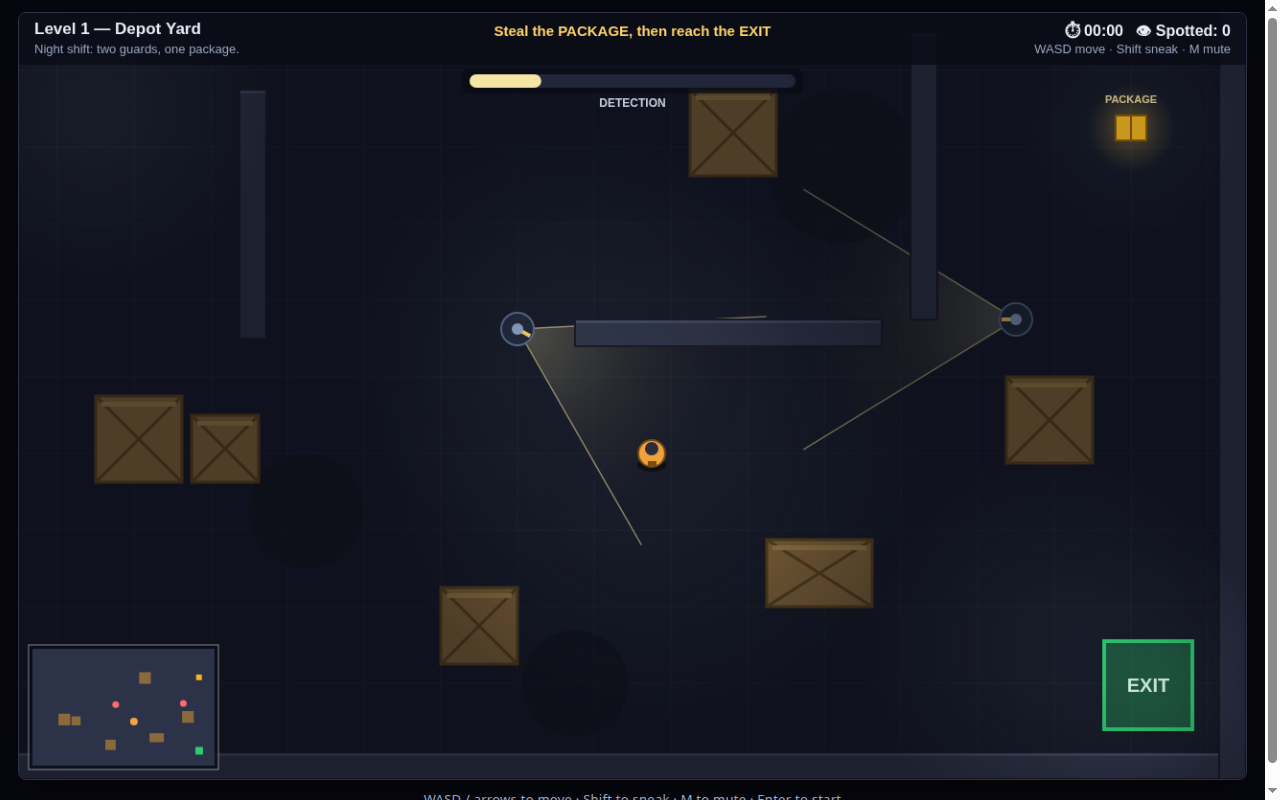 Level 1 — Depot Yard
Night shift: two guards, one package.
Steal the PACKAGE, then reach the EXIT
⏱ 00:00 👁 Spotted: 0
WASD move · Shift sneak · M mute
DETECTION
PACKAGE
EXIT
WASD / arrows to move · Shift to sneak · M to mute · Enter to start